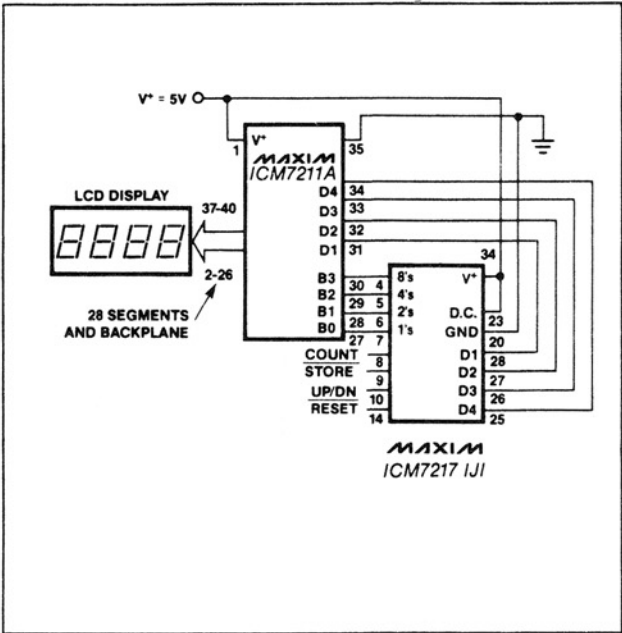 V+ = 5V
V+
1
35
MAXIM
ICM7211A
LCD DISPLAY
37-40
8888
2-26
28 SEGMENTS
AND BACKPLANE
D4 34
D3 33
D2 32
D1 31
B3 30
B2 29
B1 28
B0 27
34
4 8's V+
5 4's
6 2's D.C. 23
7 1's GND 20
COUNT 8
STORE 9
UP/DN 10
RESET 14
D1 28
D2 27
D3 26
D4 25
MAXIM
ICM7217 IJI